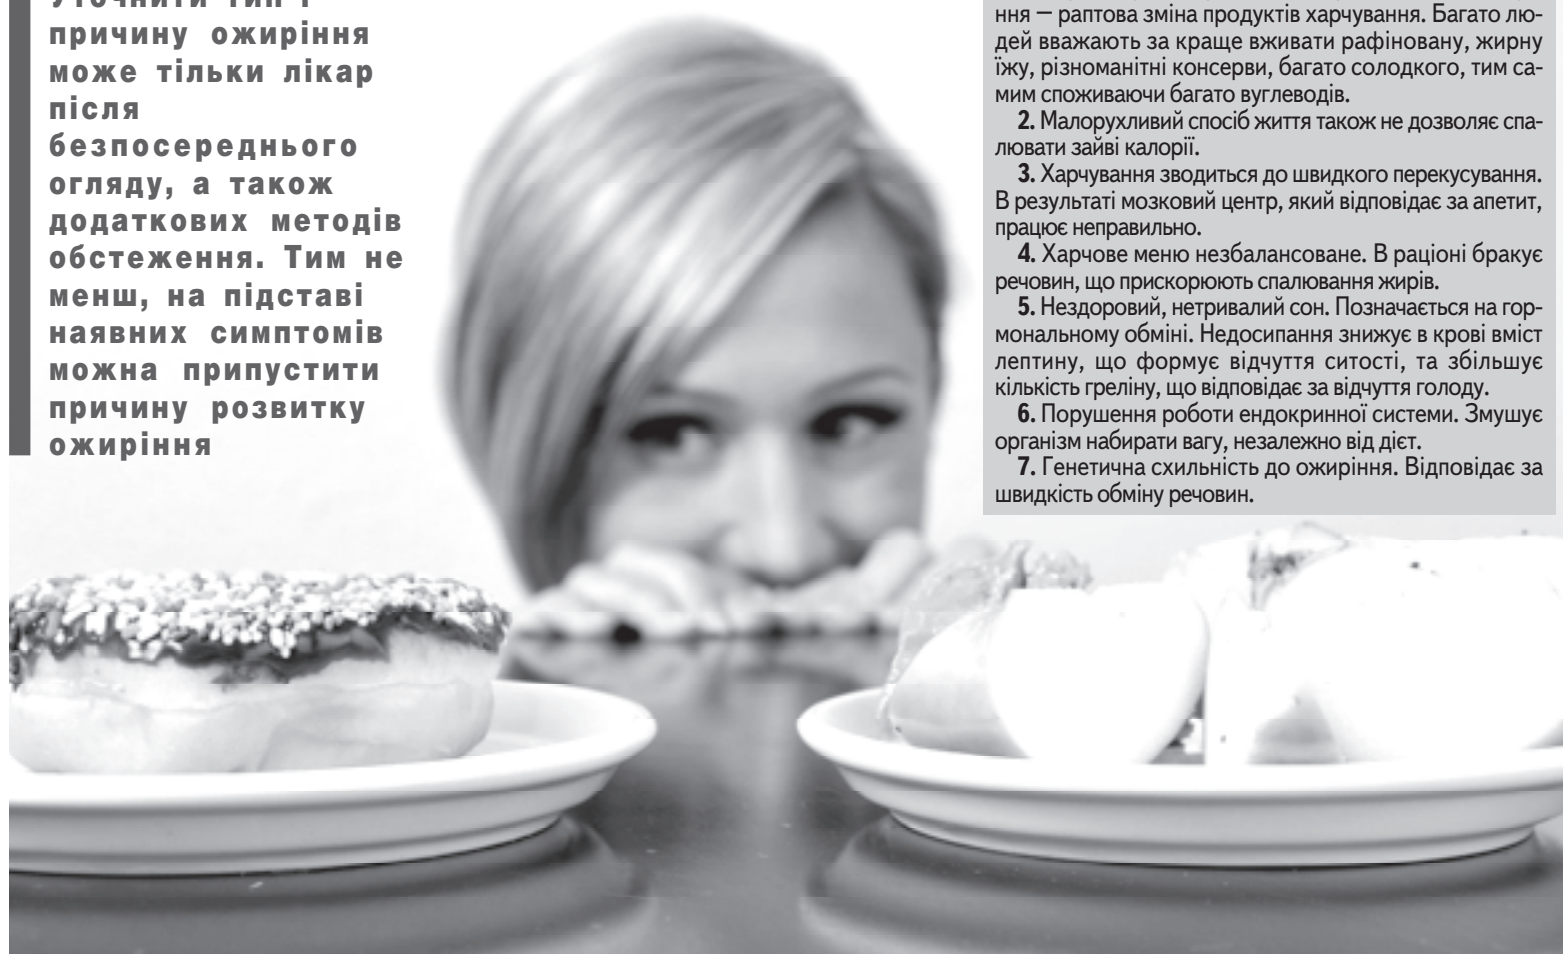 Уточнити тип і
причину ожиріння
може тільки лікар
після
безпосереднього
огляду, а також
додаткових методів
обстеження. Тим не
менш, на підставі
наявних симптомів
можна припустити
причину розвитку
ожиріння
ння — раптова зміна продуктів харчування. Багато лю-
дей вважають за краще вживати рафіновану, жирну
їжу, різноманітні консерви, багато солодкого, тим са-
мим споживаючи багато вуглеводів.
2. Малорухливий спосіб життя також не дозволяє спа-
лювати зайві калорії.
3. Харчування зводиться до швидкого перекусування.
В результаті мозковий центр, який відповідає за апетит,
працює неправильно.
4. Харчове меню незбалансоване. В раціоні бракує
речовин, що прискорюють спалювання жирів.
5. Нездоровий, нетривалий сон. Позначається на гор-
мональному обміні. Недосипання знижує в крові вміст
лептину, що формує відчуття ситості, та збільшує
кількість греліну, що відповідає за відчуття голоду.
6. Порушення роботи ендокринної системи. Змушує
організм набирати вагу, незалежно від дієт.
7. Генетична схильність до ожиріння. Відповідає за
швидкість обміну речовин.